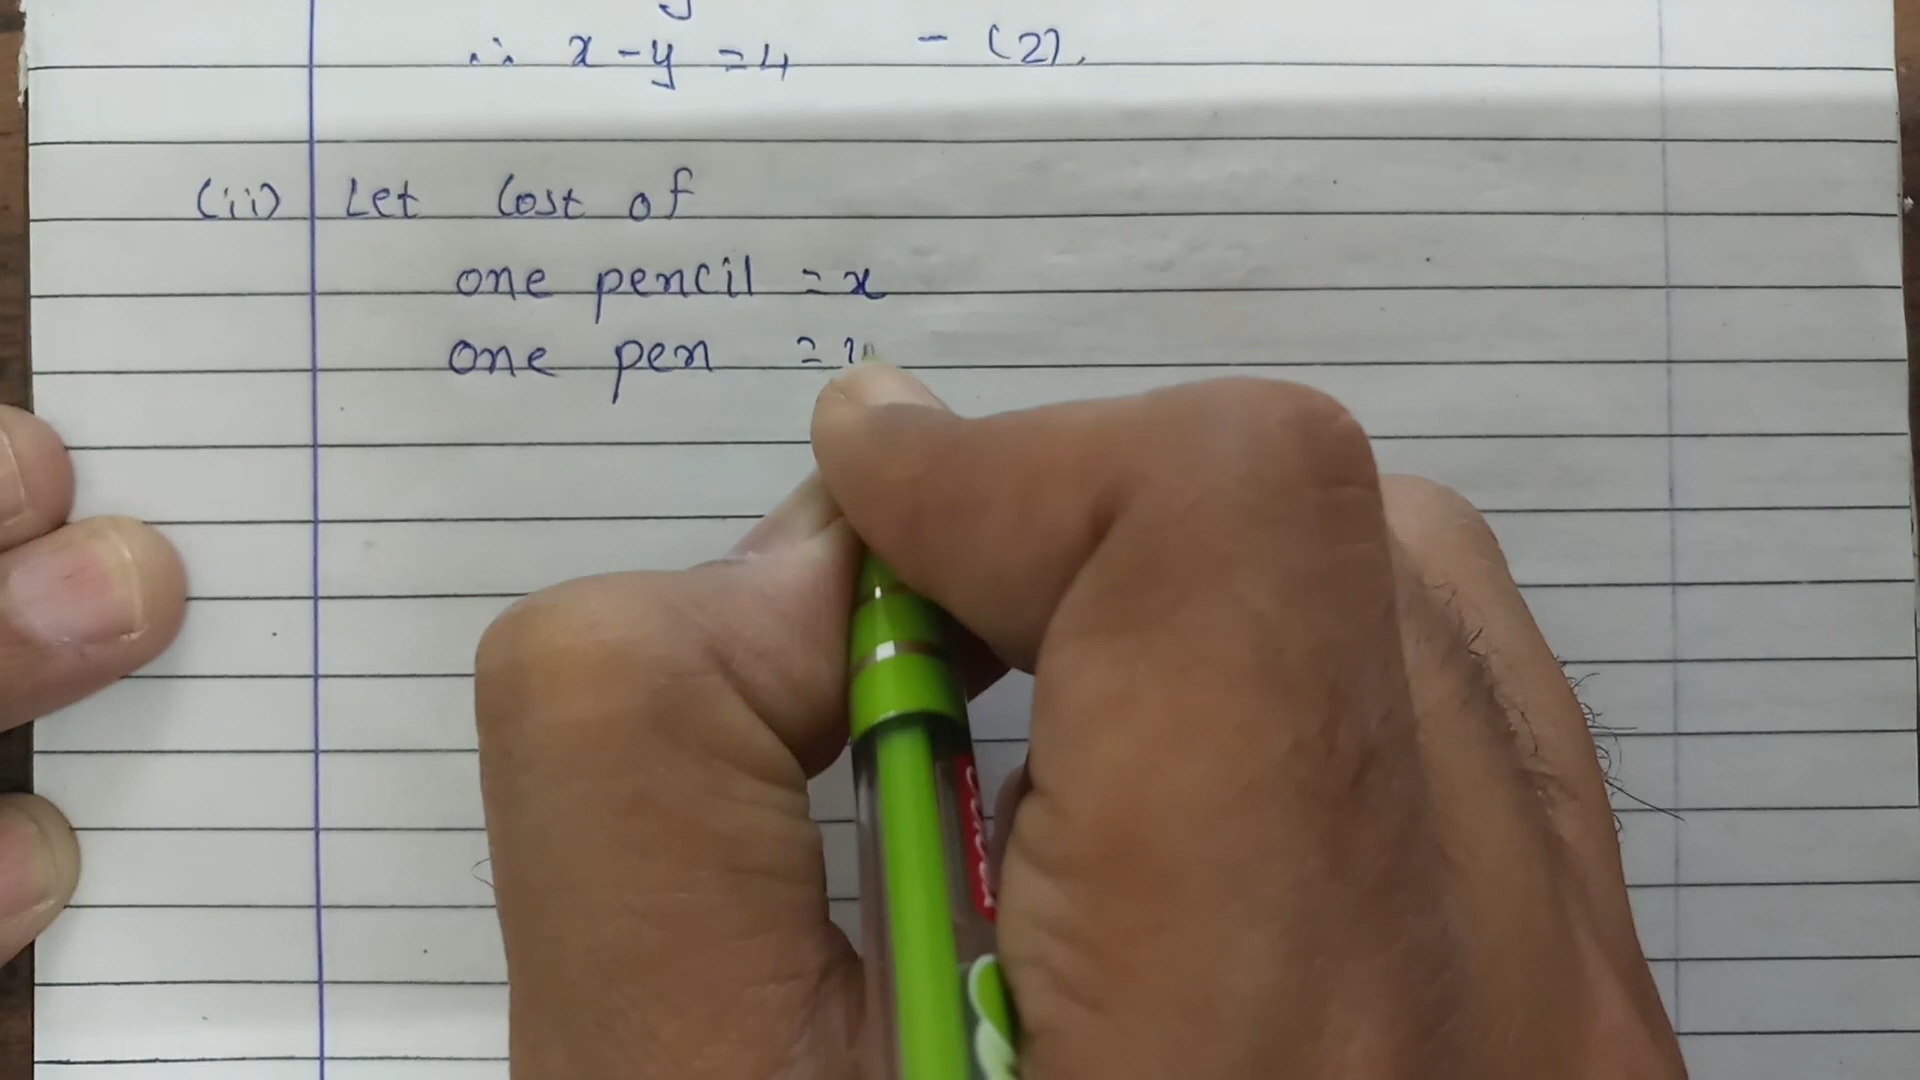 ∴ x - y = 4 - (2).
(ii) Let Cost of
one pencil = x
one pen =